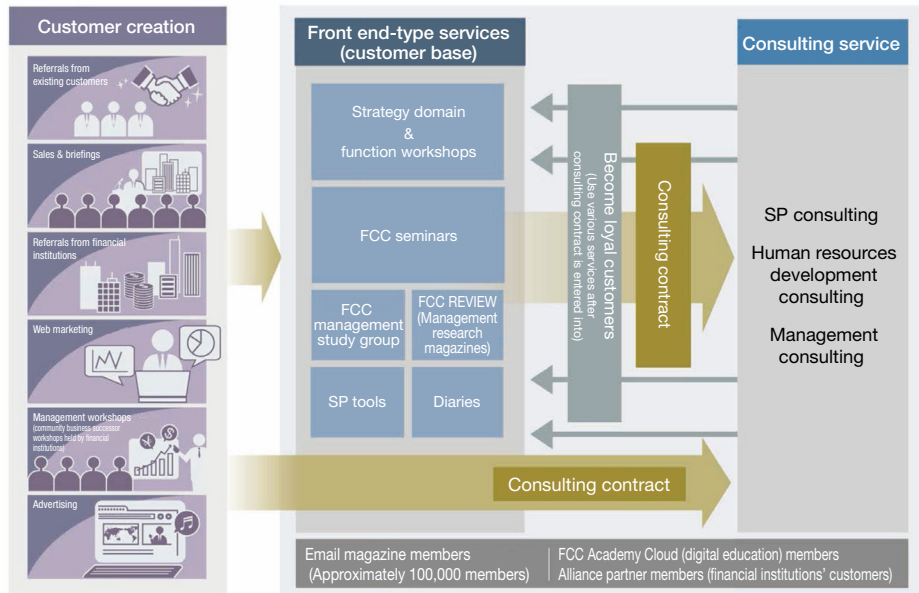 Customer creation
Referrals from
existing customers
Sales & briefings
Referrals from financial
institutions
Web marketing
Management workshops
(community business successor
workshops held by financial
institutions)
Advertising
Front end-type services
(customer base)
Strategy domain
&
function workshops
FCC seminars
FCC
management
study group
FCC REVIEW
(Management
research
magazines)
SP tools
Diaries
Become loyal customers
(Use various services after
consulting contract is entered into)
Consulting contract
Consulting contract
Consulting service
SP consulting
Human resources
development
consulting
Management
consulting
Email magazine members
(Approximately 100,000 members)
FCC Academy Cloud (digital education) members
Alliance partner members (financial institutions’ customers)